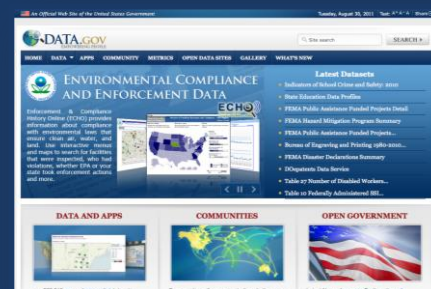 An Official Web Site of the United States Government
Tuesday, August 30, 2011 Text: A+ A- A Share
DATA.GOV
EMPOWERING PEOPLE
Site search
SEARCH
HOME DATA APPS COMMUNITY METRICS OPEN DATA SITES GALLERY WHAT'S NEW
ENVIRONMENTAL COMPLIANCE
AND ENFORCEMENT DATA
Enforcement & Compliance
History Online (ECHO) provides
information about compliance
with environmental laws that
ensure clean air, water, and
land. Use interactive menus
and maps to search for facilities
that were inspected, who had
violations, whether EPA or your
state took enforcement actions
and more.
ECHO
Latest Datasets
Indicators of School Crime and Safety: 2010
State Education Data Profiles
FEMA Public Assistance Funded Projects Detail
FEMA Hazard Mitigation Program Summary
FEMA Public Assistance Funded Projects...
Bureau of Engraving and Printing 1980-2010...
FEMA Disaster Declarations Summary
DOspatents Data Service
Table 27 Number of Disabled Workers...
Table 10 Federally Administered SSI...
DATA AND APPS
COMMUNITIES
OPEN GOVERNMENT